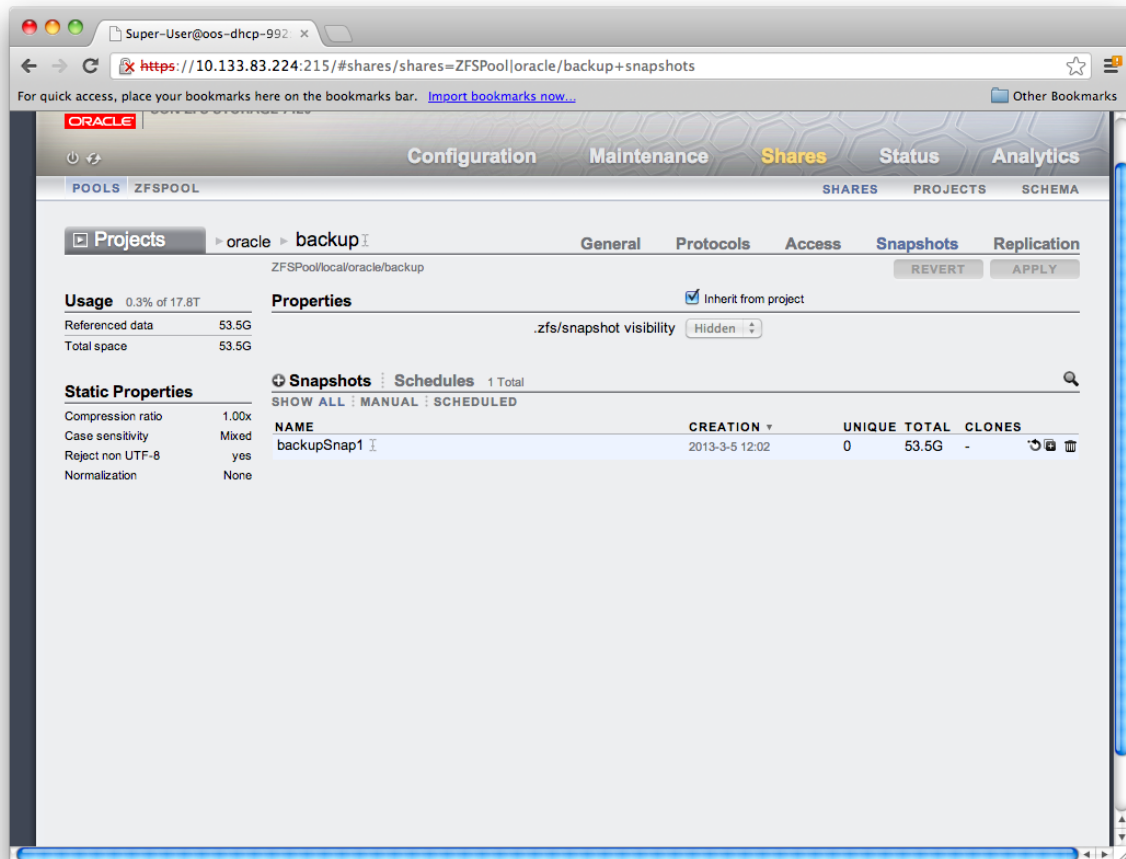 Super-User@oos-dhcp-992
https://10.133.83.224:215/#shares/shares=ZFSPool|oracle/backup+snapshots
For quick access, place your bookmarks here on the bookmarks bar. Import bookmarks now... Other Bookmarks
ORACLE
Configuration Maintenance Shares Status Analytics
POOLS ZFSPOOL SHARES PROJECTS SCHEMA
Projects oracle backup General Protocols Access Snapshots Replication
ZFSPool/local/oracle/backup REVERT APPLY
Usage 0.3% of 17.8T Properties Inherit from project
Referenced data 53.5G .zfs/snapshot visibility Hidden
Total space 53.5G
Static Properties Snapshots Schedules 1 Total
SHOW ALL MANUAL SCHEDULED
Compression ratio 1.00x NAME CREATION UNIQUE TOTAL CLONES
Case sensitivity Mixed backupSnap1 2013-3-5 12:02 0 53.5G -
Reject non UTF-8 yes
Normalization None